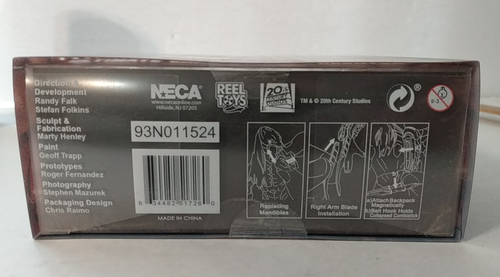 Direction &
Development
Randy Falk
Stefan Folkins
Sculpt &
Fabrication
Marty Henley
Paint
Geoff Trapp
Prototypes
Roger Fernandez
Photography
Stephen Mazurek
Packaging Design
Chris Raimo
NECA
www.necaonline.com
Hillside, NJ 07205
REEL
TOYS
20th
CENTURY
STUDIOS
TM & © 20th Century Studios
0-3
93N011524
MADE IN CHINA
Replacing
Mandibles
Right Arm Blade
Installation
a)Attach Backpack
Magnetically
b)Belt Hook Holds
Collapsed Combistick